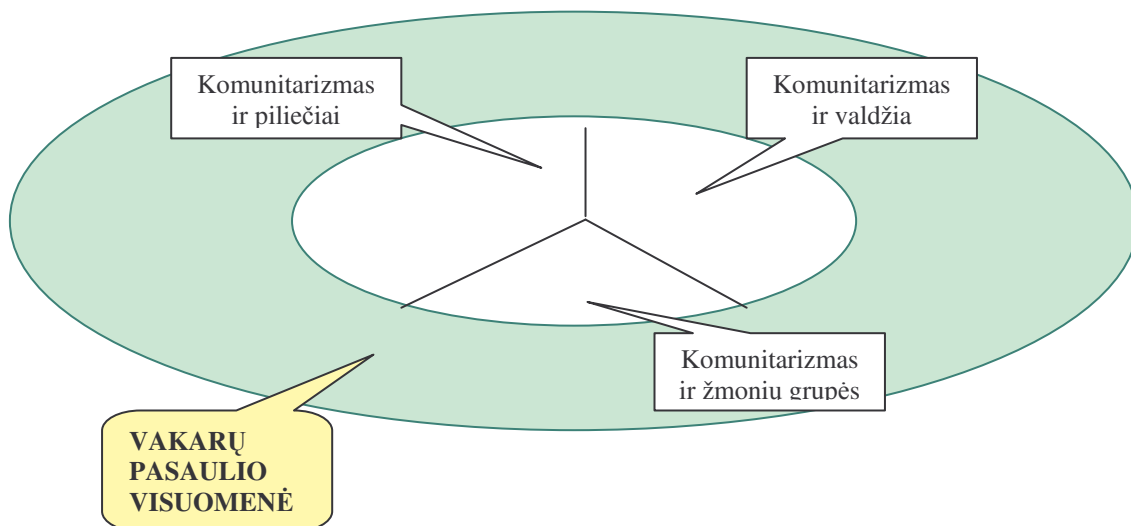 Komunitarizmas
ir piliečiai
Komunitarizmas
ir valdžia
Komunitarizmas
ir žmonių grupės
VAKARŲ
PASAULIO
VISUOMENĖ